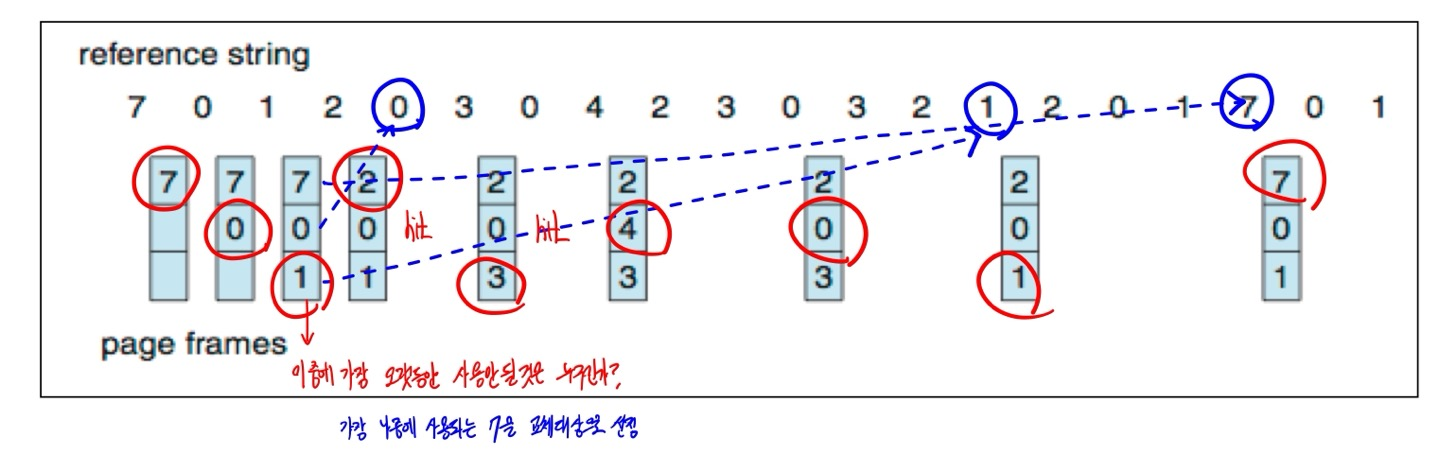 reference string
7 0 1 2 0 3 0 4 2 3 0 3 2 1 2 0 1 7 0 1
7 7 7 2 2 2 2 2 7
0 0 0 hit 0 hit 4 0 0 0
1 1 3 3 3 1 1
page frames
이중에 가장 오랫동안 사용안될것은 누구인가?
가장 나중에 사용되는 7을 교체대상으로 선정